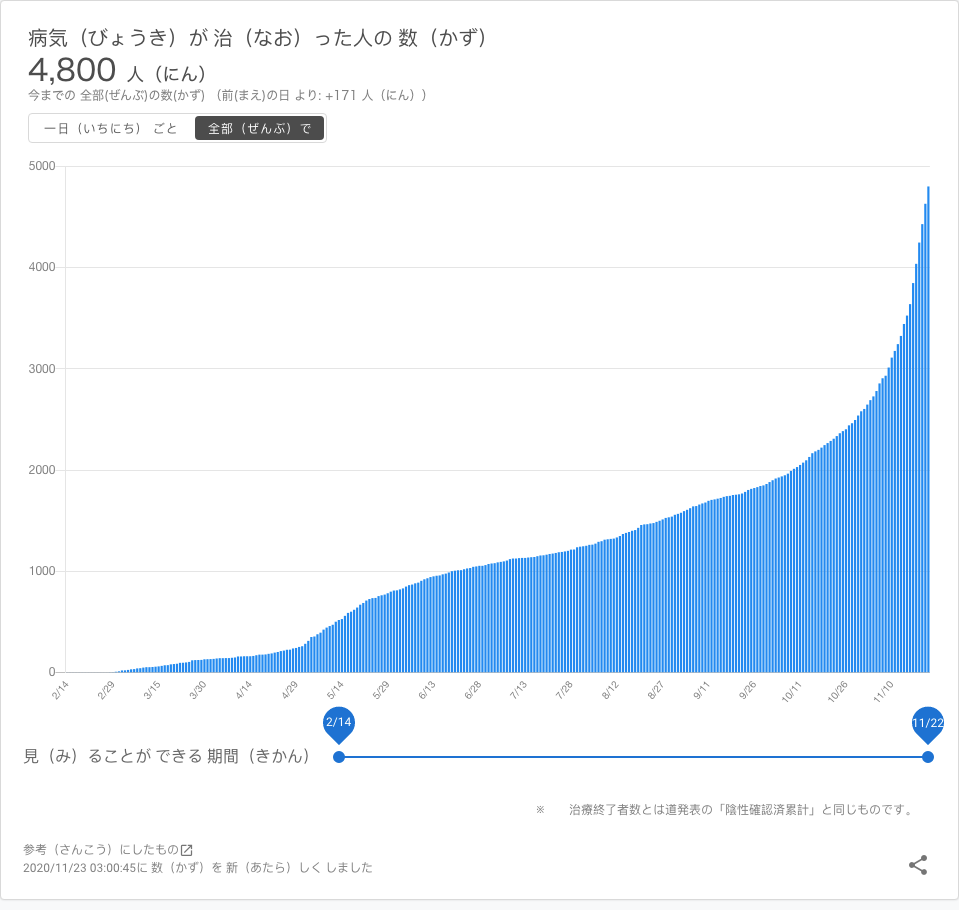 病気（びょうき）が 治（なお）った人の 数（かず）
4,800 人（にん）
今までの 全部(ぜんぶ)の数(かず) （前(まえ)の日 より: +171 人（にん））
一日（いちにち） ごと 全部（ぜんぶ）で
5000
4000
3000
2000
1000
0
2/14 2/29 3/15 3/30 4/14 4/29 5/14 5/29 6/13 6/28 7/13 7/28 8/12 8/27 9/11 9/26 10/11 10/26 11/10
2/14 11/22
見（み）ることが できる 期間（きかん）
※ 治療終了者数とは道発表の「陰性確認済累計」と同じものです。
参考（さんこう）にしたもの
2020/11/23 03:00:45に 数（かず）を 新（あたら）しく しました